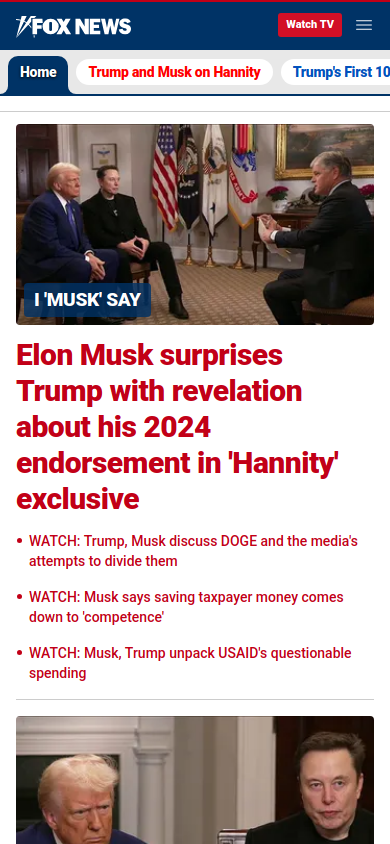 FOX NEWS
Watch TV
Home
Trump and Musk on Hannity
Trump's First 10
I 'MUSK' SAY
Elon Musk surprises
Trump with revelation
about his 2024
endorsement in 'Hannity'
exclusive
WATCH: Trump, Musk discuss DOGE and the media's
attempts to divide them
WATCH: Musk says saving taxpayer money comes
down to 'competence'
WATCH: Musk, Trump unpack USAID's questionable
spending